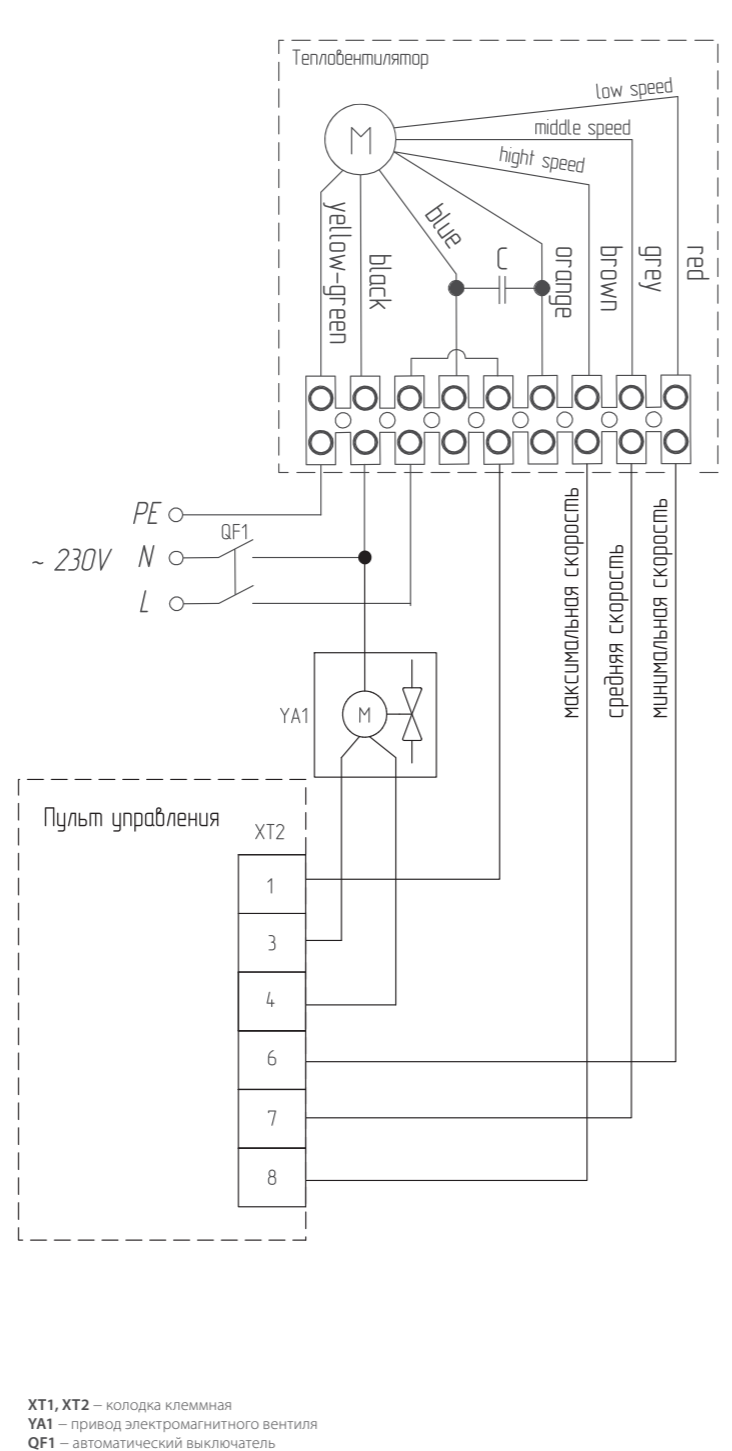 Тепловентилятор
low speed
middle speed
hight speed
M
yellow-green
black
blue
C
orange
brown
grey
red
PE
QF1
~ 230V
N
L
максимальная скорость
средняя скорость
минимальная скорость
YA1
M
Пульт управления
XT2
1
3
4
6
7
8
XT1, XT2 – колодка клеммная
YA1 – привод электромагнитного вентиля
QF1 – автоматический выключатель